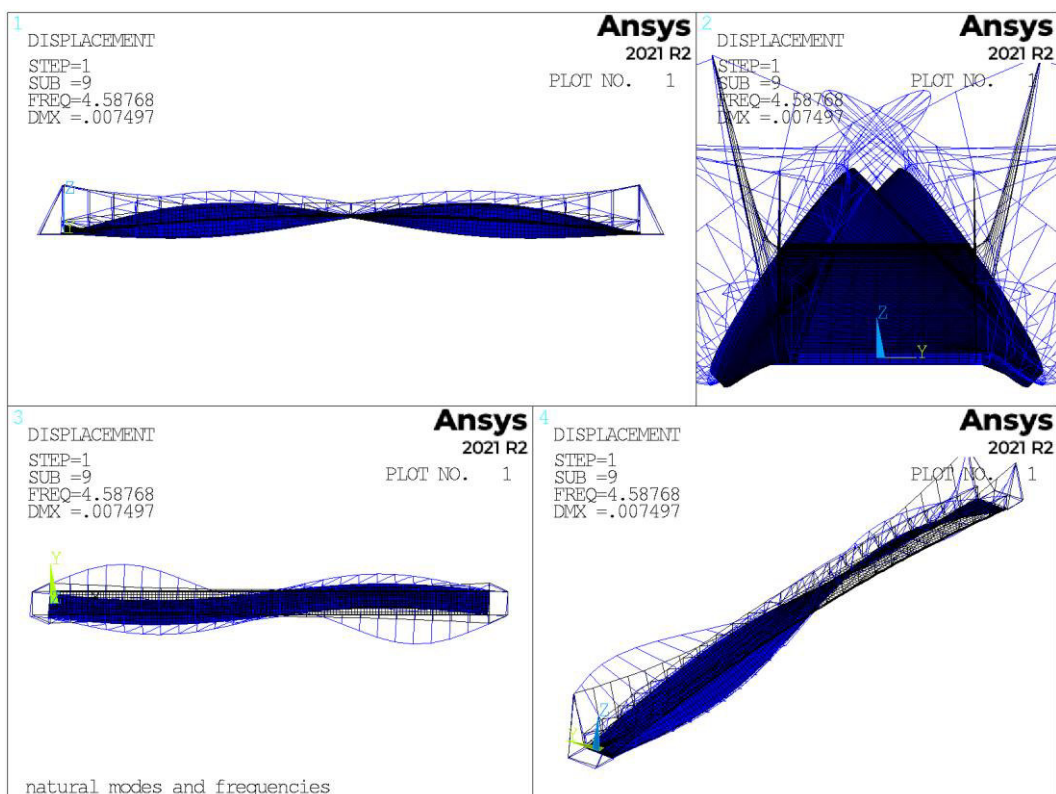 1
Ansys
2021 R2
DISPLACEMENT
STEP=1
SUB =9
FREQ=4.58768
DMX =.007497
PLOT NO. 1
Z
Y
2
Ansys
2021 R2
DISPLACEMENT
STEP=1
SUB =9
FREQ=4.58768
DMX =.007497
PLOT NO. 1
Z
Y
3
Ansys
2021 R2
DISPLACEMENT
STEP=1
SUB =9
FREQ=4.58768
DMX =.007497
PLOT NO. 1
Y
X
natural modes and frequencies
4
Ansys
2021 R2
DISPLACEMENT
STEP=1
SUB =9
FREQ=4.58768
DMX =.007497
PLOT NO. 1
Z
Y